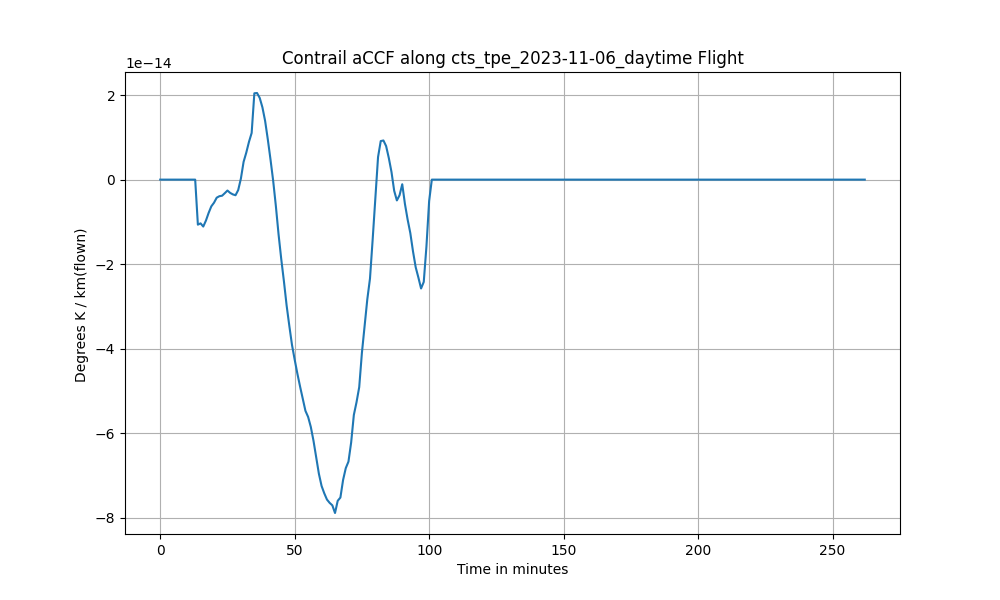 Contrail aCCF along cts_tpe_2023-11-06_daytime Flight
1e−14
2
0
−2
−4
−6
−8
Degrees K / km(flown)
0 50 100 150 200 250
Time in minutes